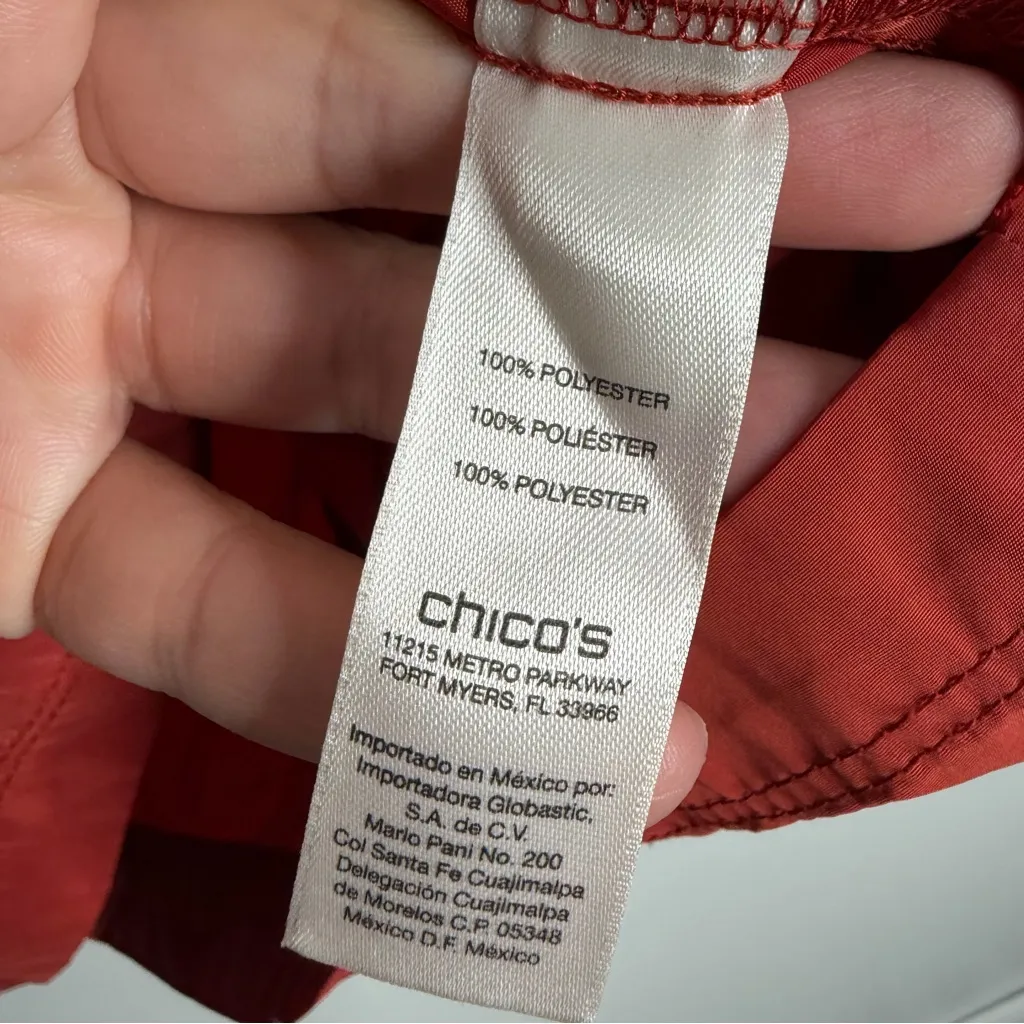 100% POLYESTER
100% POLIÉSTER
100% POLYESTER
chico's
11215 METRO PARKWAY
FORT MYERS, FL 33966
Importado en México por:
Importadora Globastic,
S.A. de C.V.
Mario Pani No. 200
Col Santa Fe Cuajimalpa
Delegación Cuajimalpa
de Morelos C.P. 05348
México D.F. México